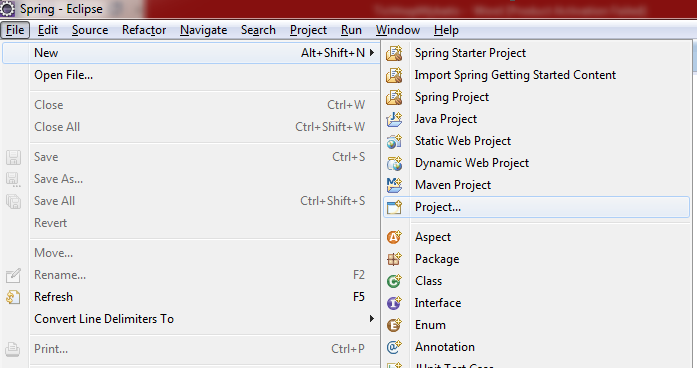 Spring - Eclipse
File Edit Source Refactor Navigate Search Project Run Window Help
New Alt+Shift+N
Open File...
Close Ctrl+W
Close All Ctrl+Shift+W
Save Ctrl+S
Save As...
Save All Ctrl+Shift+S
Revert
Move...
Rename... F2
Refresh F5
Convert Line Delimiters To
Print... Ctrl+P
Spring Starter Project
Import Spring Getting Started Content
Spring Project
Java Project
Static Web Project
Dynamic Web Project
Maven Project
Project...
Aspect
Package
Class
Interface
Enum
Annotation
JUnit Test Case